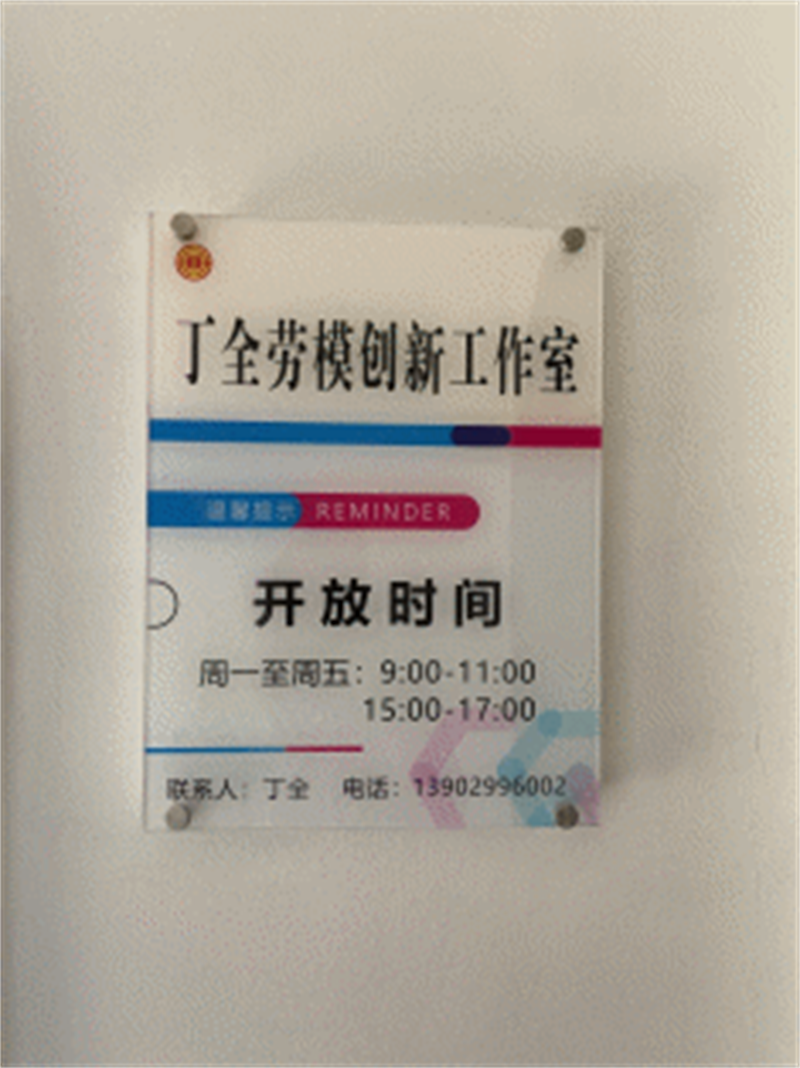 丁全劳模创新工作室
温馨提示 REMINDER
开放时间
周一至周五：9:00-11:00
15:00-17:00
联系人：丁全 电话：13902996002